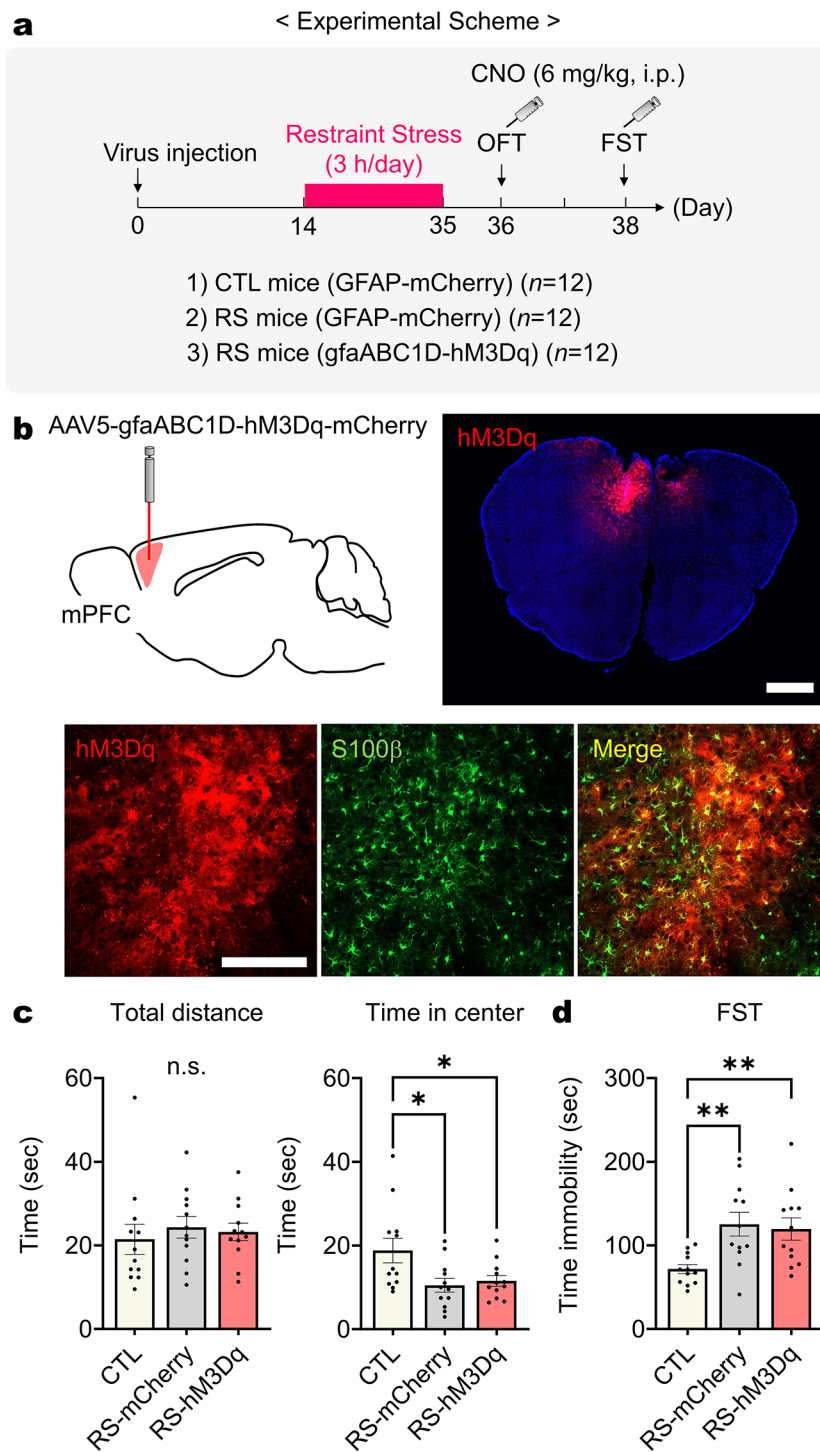 a
< Experimental Scheme >
CNO (6 mg/kg, i.p.)
Virus injection
Restraint Stress
(3 h/day)
OFT
FST
0
14
35
36
38
(Day)
1) CTL mice (GFAP-mCherry) (n=12)
2) RS mice (GFAP-mCherry) (n=12)
3) RS mice (gfaABC1D-hM3Dq) (n=12)
b
AAV5-gfaABC1D-hM3Dq-mCherry
mPFC
hM3Dq
hM3Dq
S100β
Merge
c
Total distance
n.s.
Time (sec)
60
40
20
0
CTL
RS-mCherry
RS-hM3Dq
Time in center
*
*
Time (sec)
60
40
20
0
CTL
RS-mCherry
RS-hM3Dq
d
FST
**
**
Time immobility (sec)
300
200
100
0
CTL
RS-mCherry
RS-hM3Dq